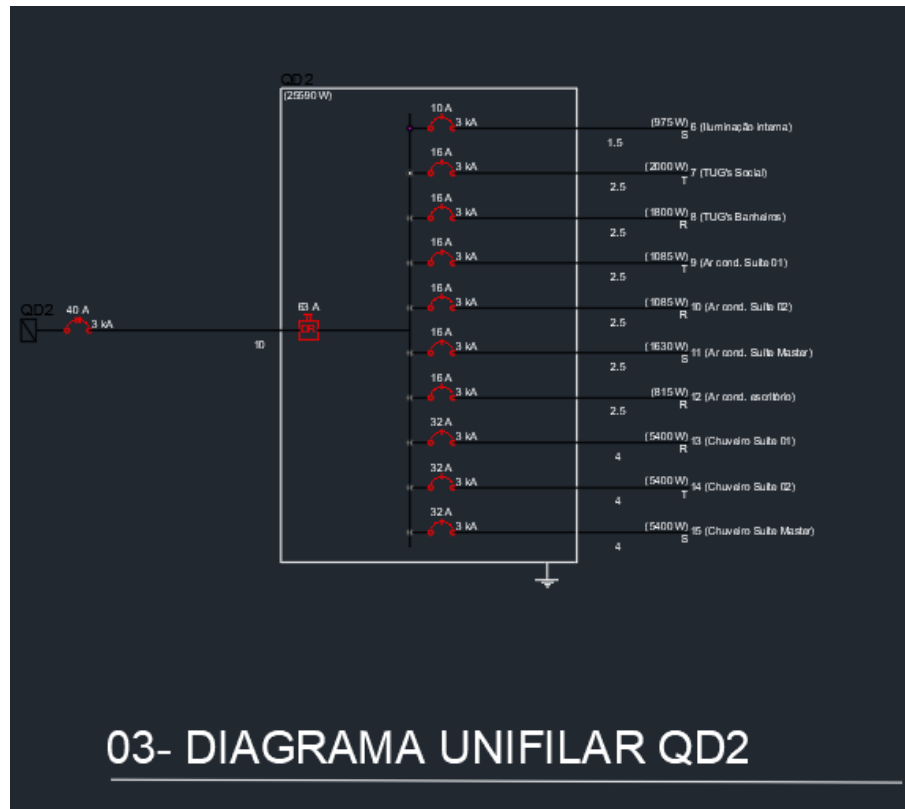 QD2
(25590 W)
10 A
3 kA
1.5
(975 W)
S
6 (Iluminação interna)
16 A
3 kA
2.5
(2000 W)
T
7 (TUG's Social)
16 A
3 kA
2.5
(1800 W)
R
8 (TUG's Banheiros)
16 A
3 kA
2.5
(1085 W)
T
9 (Ar cond. Suite 01)
16 A
3 kA
2.5
(1085 W)
R
10 (Ar cond. Suite 02)
QD2
40 A
3 kA
10
63 A
DR
16 A
3 kA
2.5
(1630 W)
S
11 (Ar cond. Suite Master)
16 A
3 kA
2.5
(815 W)
R
12 (Ar cond. escritório)
32 A
3 kA
4
(5400 W)
R
13 (Chuveiro Suite 01)
32 A
3 kA
4
(5400 W)
T
14 (Chuveiro Suite 02)
32 A
3 kA
4
(5400 W)
S
15 (Chuveiro Suite Master)
03- DIAGRAMA UNIFILAR QD2